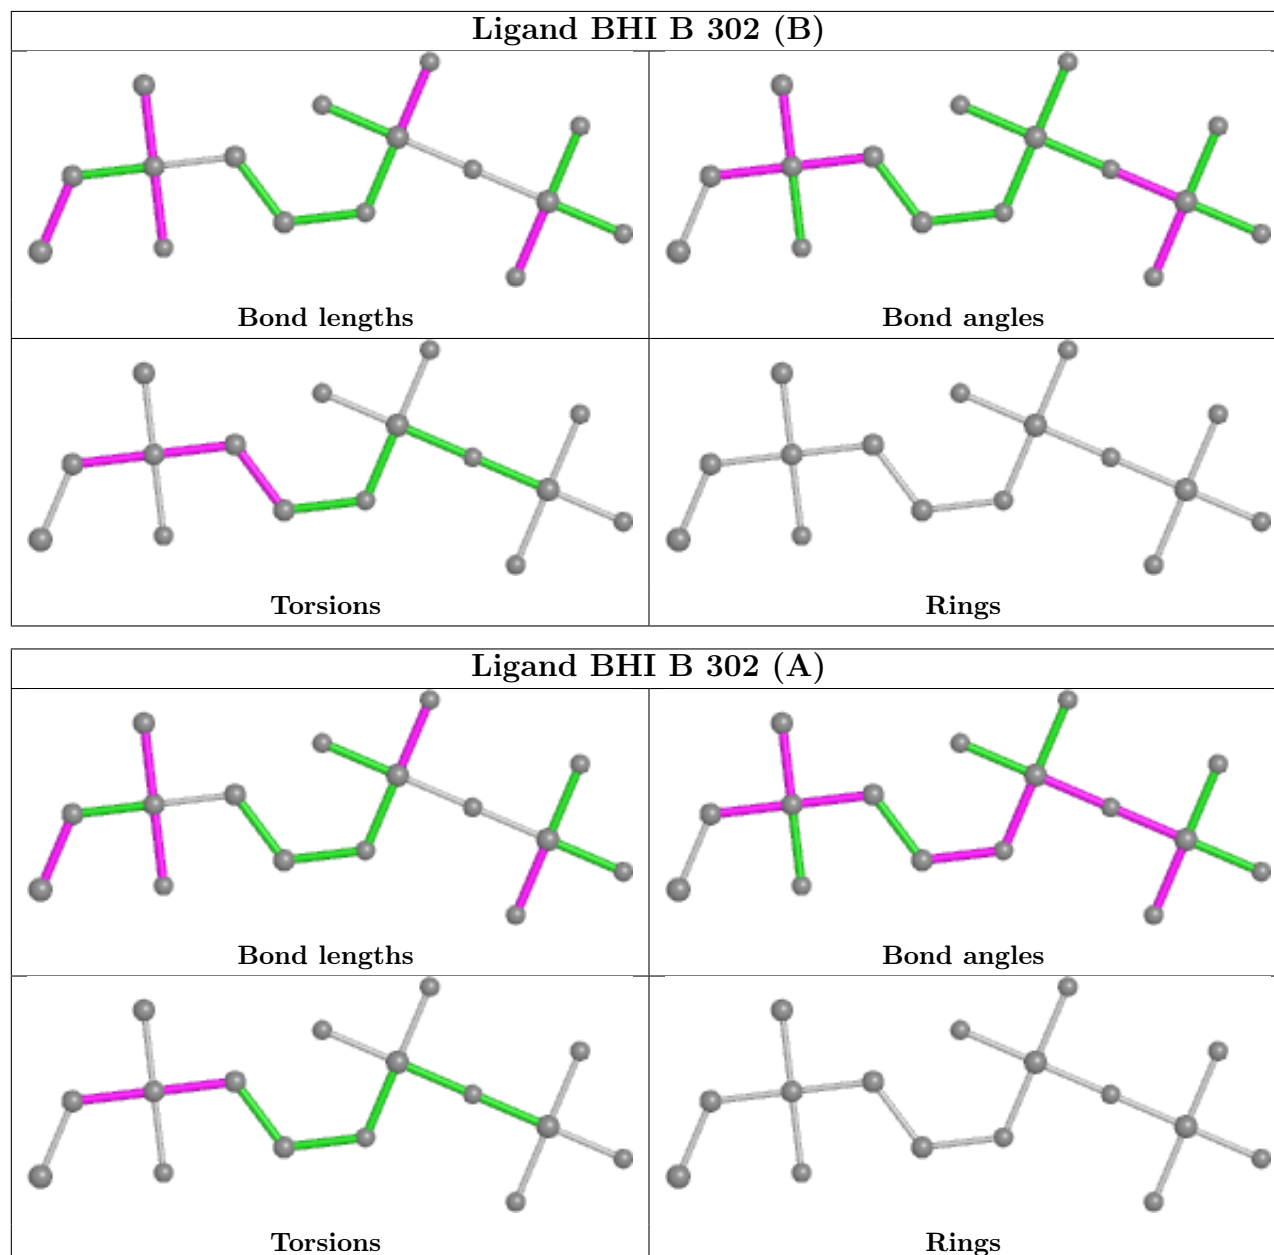 Ligand BHI B 302 (B)
Bond lengths
Bond angles
Torsions
Rings
Ligand BHI B 302 (A)
Bond lengths
Bond angles
Torsions
Rings